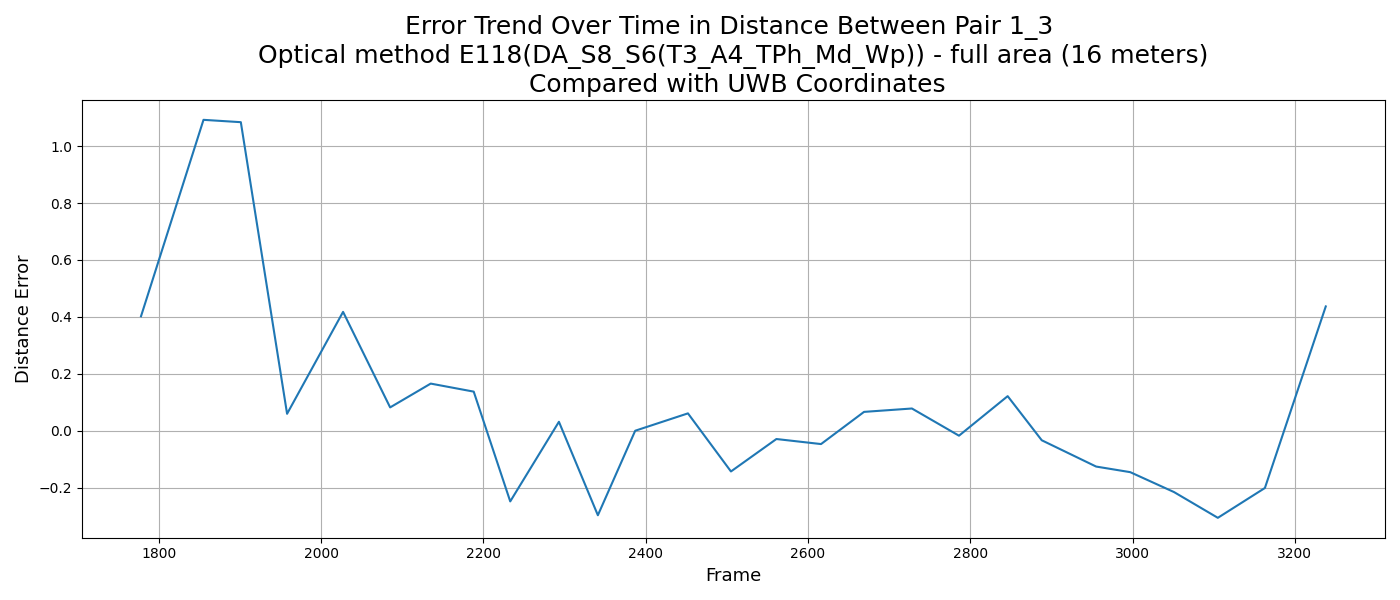 Error Trend Over Time in Distance Between Pair 1_3
Optical method E118(DA_S8_S6(T3_A4_TPh_Md_Wp)) - full area (16 meters)
Compared with UWB Coordinates
Distance Error
1.0
0.8
0.6
0.4
0.2
0.0
−0.2
1800 2000 2200 2400 2600 2800 3000 3200
Frame